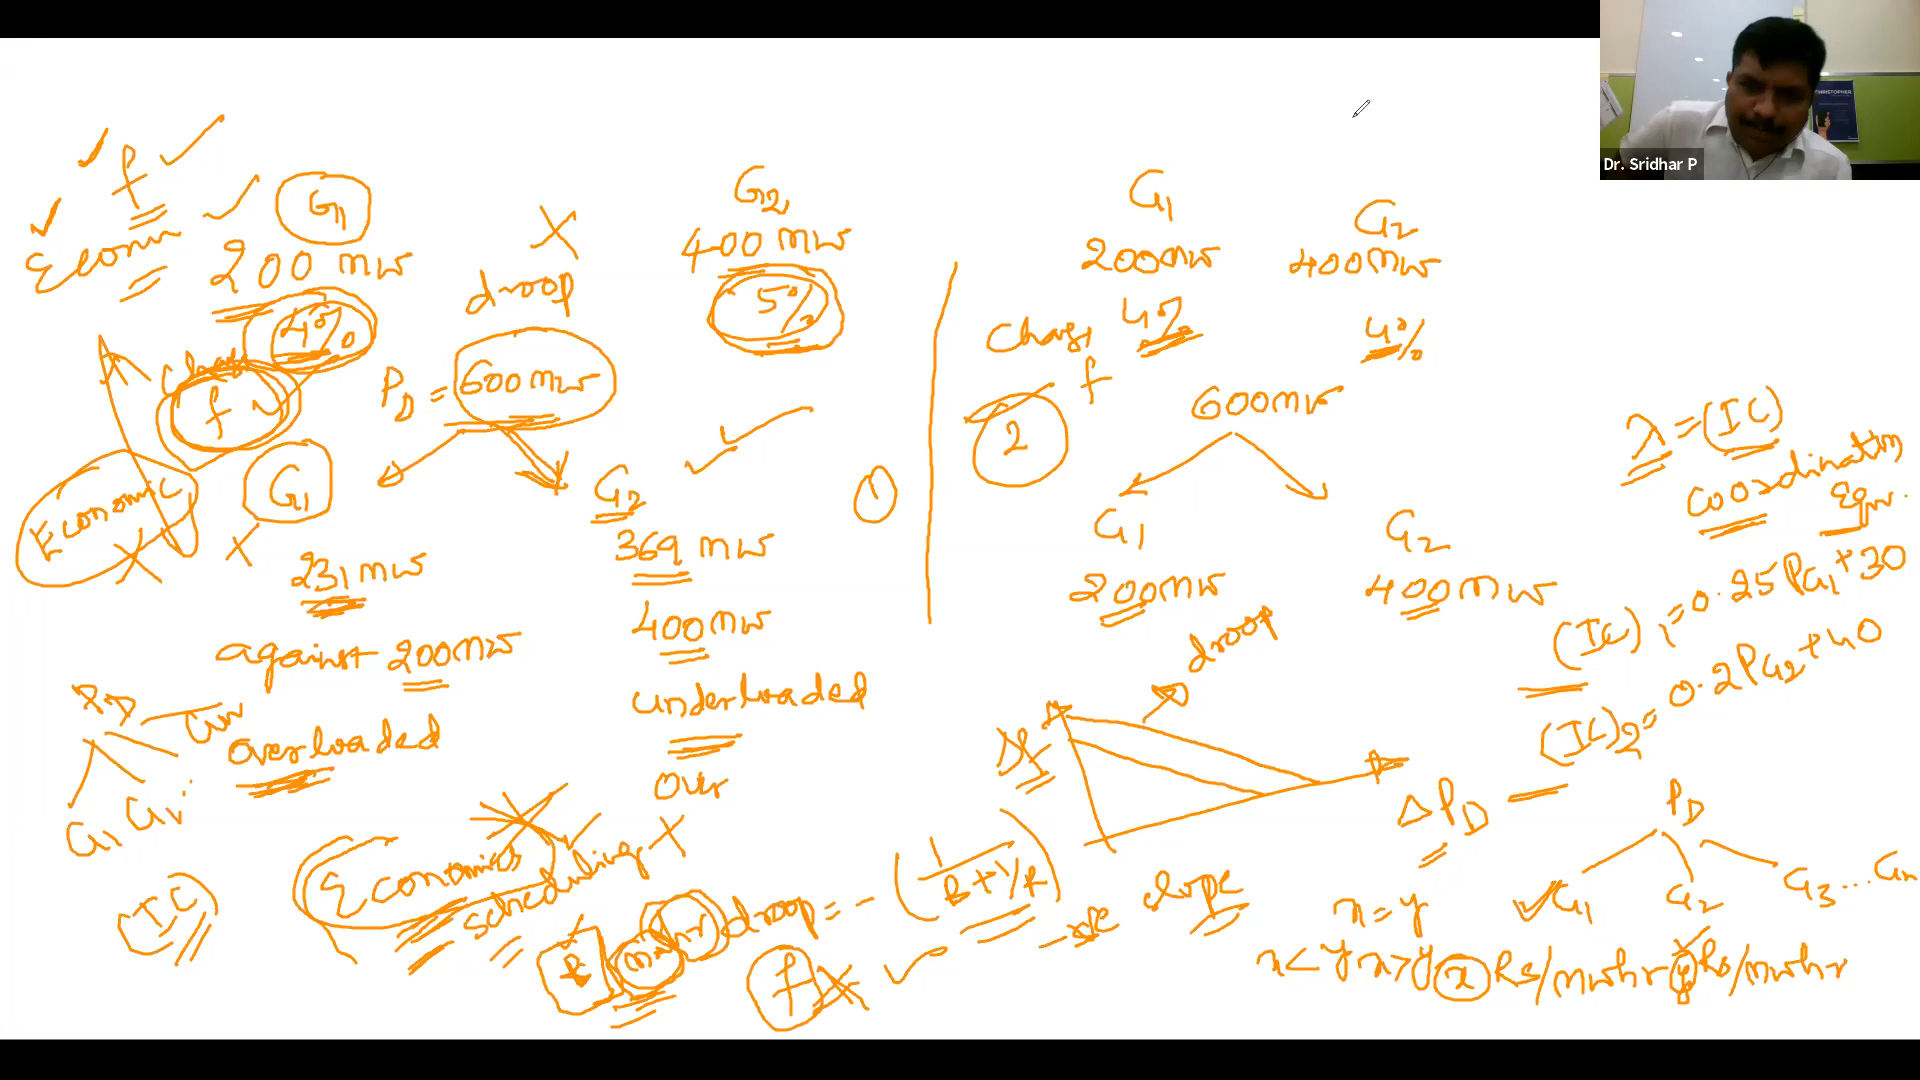 f
Econo
G1
200 MW
4%
droop
G2
400 MW
5%
f
PD = 600 MW
Economic
G1
231 MW
against 200 MW
overloaded
G2
369 MW
400 MW
underloaded
over
1
PD
G1
IC
Economics
scheduling
droop = - (1 / B + 1/R)
-ve slope
f
G1
200 MW
4%
G2
400 MW
4%
f
2
600 MW
G1
200 MW
G2
400 MW
droop
Δf
ΔPD
λ = (IC)
Coordination
Eqn.
(IC)1 = 0.25 PG1 + 30
(IC)2 = 0.2 PG2 + 40
PD
G1
G2
G3 ... Gn
x = y
x < y x > y x Rs/MWhr y Rs/MWhr
CHRISTOPHER
Dr. Sridhar P